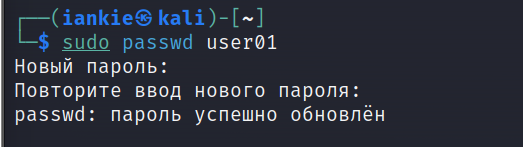 ┌──(iankie㉿kali)-[~]
└─$ sudo passwd user01
Новый пароль:
Повторите ввод нового пароля:
passwd: пароль успешно обновлён